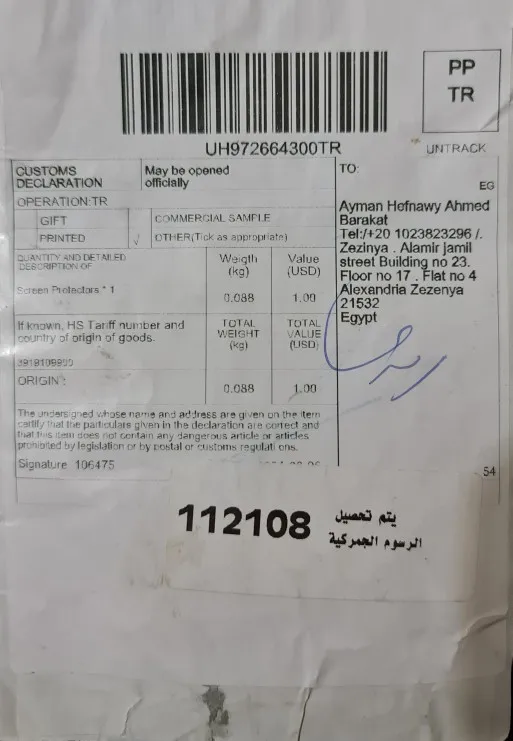 PP
TR
UH972664300TR
UNTRACK
CUSTOMS
DECLARATION
May be opened
officially
OPERATION:TR
GIFT
COMMERCIAL SAMPLE
PRINTED
√
OTHER(Tick as appropriate)
QUANTITY AND DETAILED
DESCRIPTION OF
Weigth
(kg)
Value
(USD)
Screen Protectors * 1
0.088
1.00
If known, HS Tariff number and
country of origin of goods.
TOTAL
WEIGHT
(kg)
TOTAL
VALUE
(USD)
3919109900
ORIGIN :
0.088
1.00
The undersigned whose name and address are given on the item
certify that the particulars given in the declaration are correct and
that this item does not contain any dangerous article or articles
prohibited by legislation or by postal or customs regulati ons.
Signature 106475
TO:
EG
Ayman Hefnawy Ahmed
Barakat
Tel:/+20 1023823296 /.
Zezinya . Alamir jamil
street Building no 23.
Floor no 17 . Flat no 4
Alexandria Zezenya
21532
Egypt
54
112108
يتم تحصيل
الرسوم الجمركية